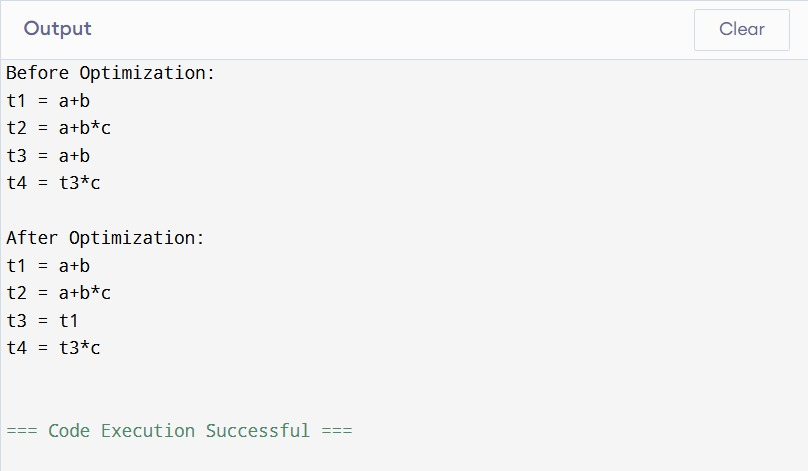 Output
Clear
Before Optimization:
t1 = a+b
t2 = a+b*c
t3 = a+b
t4 = t3*c
After Optimization:
t1 = a+b
t2 = a+b*c
t3 = t1
t4 = t3*c
=== Code Execution Successful ===